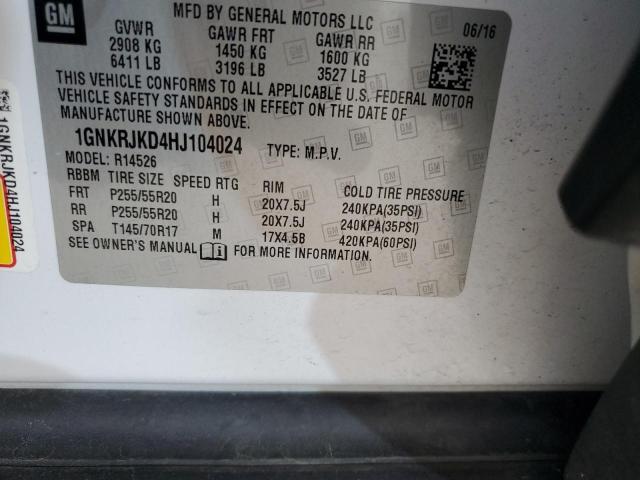 GM
MFD BY GENERAL MOTORS LLC
06/16
GVWR GAWR FRT GAWR RR
2908 KG 1450 KG 1600 KG
6411 LB 3196 LB 3527 LB
THIS VEHICLE CONFORMS TO ALL APPLICABLE U.S. FEDERAL MOTOR
VEHICLE SAFETY STANDARDS IN EFFECT ON THE DATE OF
MANUFACTURE SHOWN ABOVE.
1GNKRJKD4HJ104024 TYPE: M.P.V.
MODEL: R14526
RBBM TIRE SIZE SPEED RTG RIM COLD TIRE PRESSURE
FRT P255/55R20 H 20X7.5J 240KPA(35PSI)
RR P255/55R20 H 20X7.5J 240KPA(35PSI)
SPA T145/70R17 M 17X4.5B 420KPA(60PSI)
SEE OWNER'S MANUAL FOR MORE INFORMATION.
1GNKRJKD4HJ104024